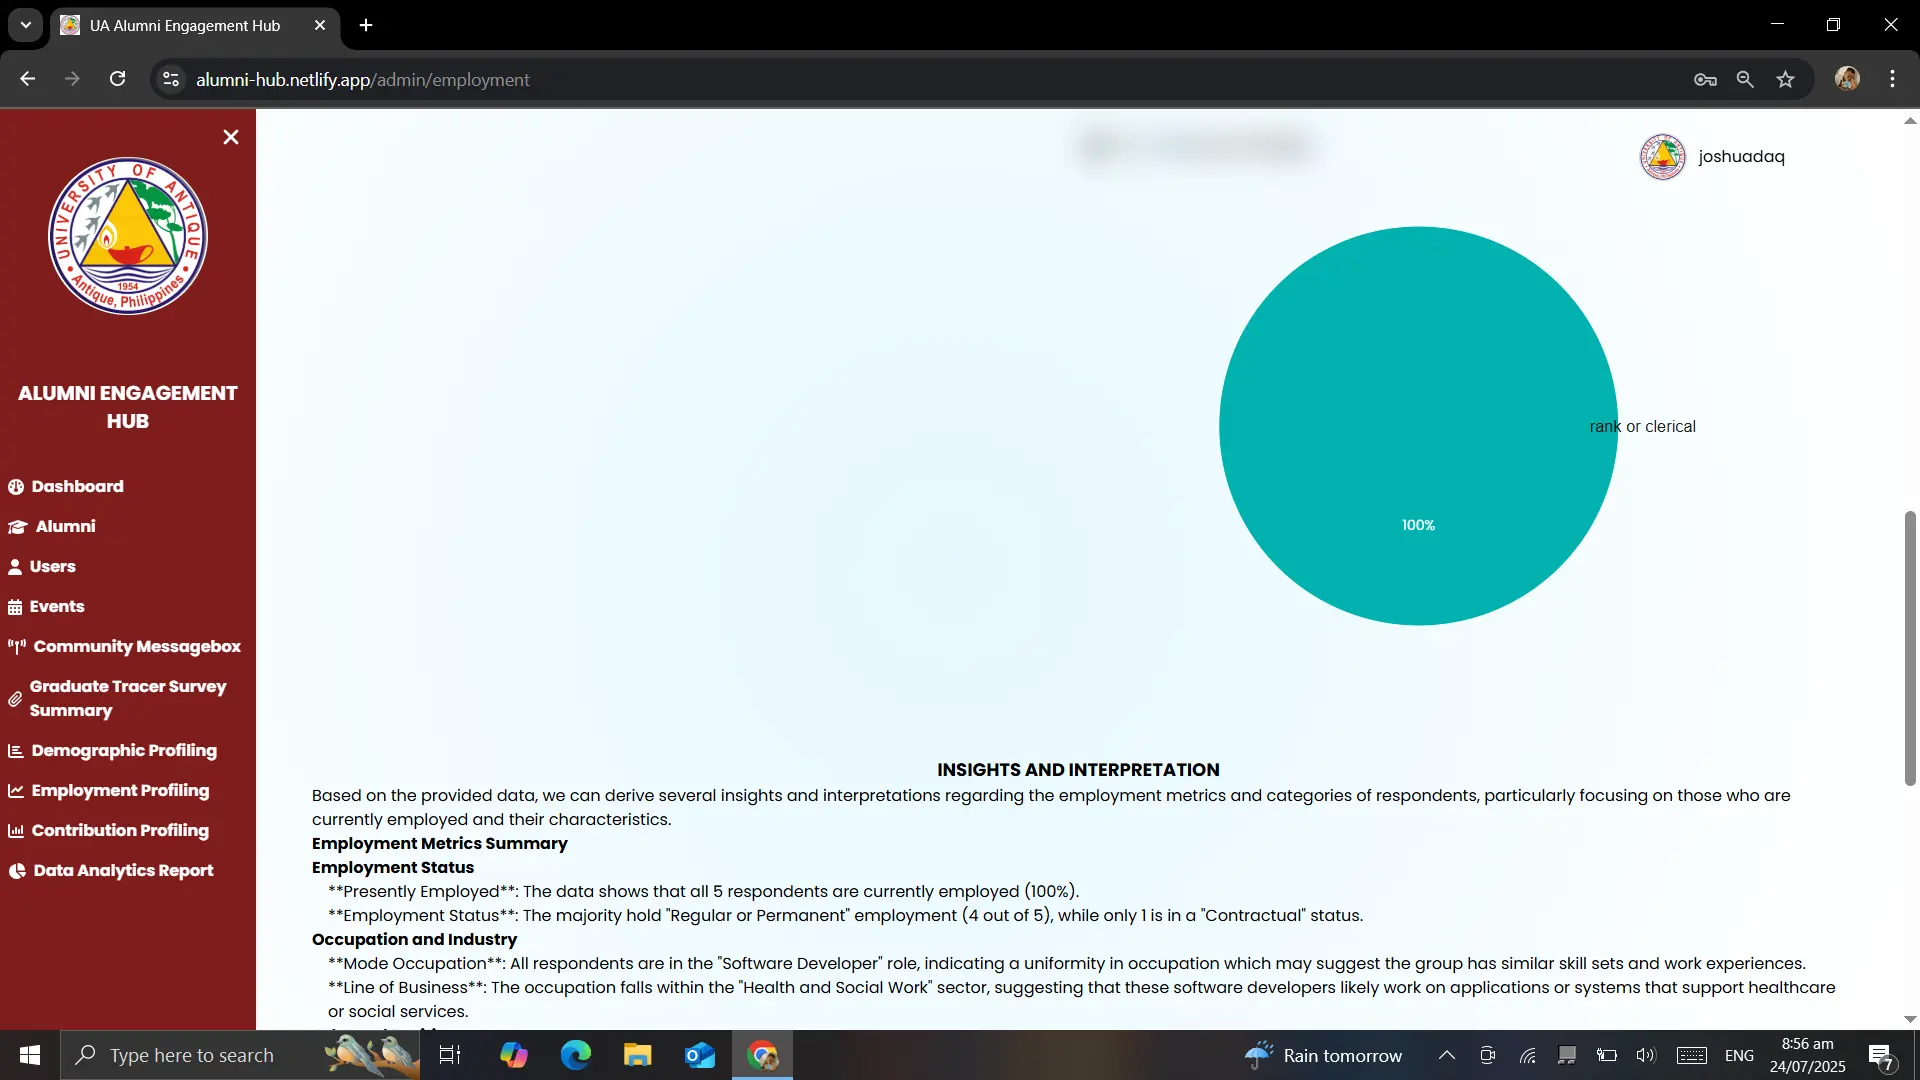 UA Alumni Engagement Hub
alumni-hub.netlify.app/admin/employment
joshuadaq
UNIVERSITY OF ANTIQUE
1954
Antique, Philippines
ALUMNI ENGAGEMENT
HUB
Dashboard
Alumni
Users
Events
Community Messagebox
Graduate Tracer Survey
Summary
Demographic Profiling
Employment Profiling
Contribution Profiling
Data Analytics Report
rank or clerical
100%
INSIGHTS AND INTERPRETATION
Based on the provided data, we can derive several insights and interpretations regarding the employment metrics and categories of respondents, particularly focusing on those who are
currently employed and their characteristics.
Employment Metrics Summary
Employment Status
**Presently Employed**: The data shows that all 5 respondents are currently employed (100%).
**Employment Status**: The majority hold "Regular or Permanent" employment (4 out of 5), while only 1 is in a "Contractual" status.
Occupation and Industry
**Mode Occupation**: All respondents are in the "Software Developer" role, indicating a uniformity in occupation which may suggest the group has similar skill sets and work experiences.
**Line of Business**: The occupation falls within the "Health and Social Work" sector, suggesting that these software developers likely work on applications or systems that support healthcare
or social services.
Type here to search
Rain tomorrow
ENG
8:56 am
24/07/2025
7